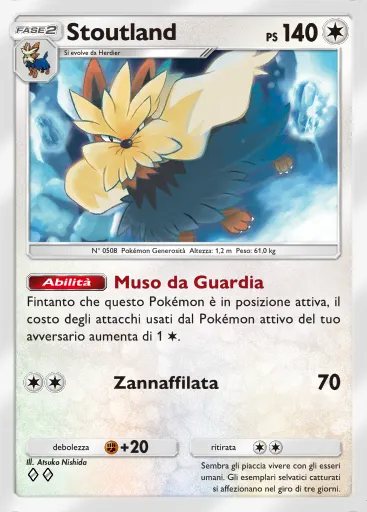 FASE 2 Stoutland PS 140
Si evolve da Herdier
N° 0508 Pokémon Generosità Altezza: 1,2 m Peso: 61,0 kg
Abilità Muso da Guardia
Fintanto che questo Pokémon è in posizione attiva, il
costo degli attacchi usati dal Pokémon attivo del tuo
avversario aumenta di 1 .
Zannaffilata 70
debolezza +20 ritirata
Ill. Atsuko Nishida
Sembra gli piaccia vivere con gli esseri
umani. Gli esemplari selvatici catturati
si affezionano nel giro di tre giorni.